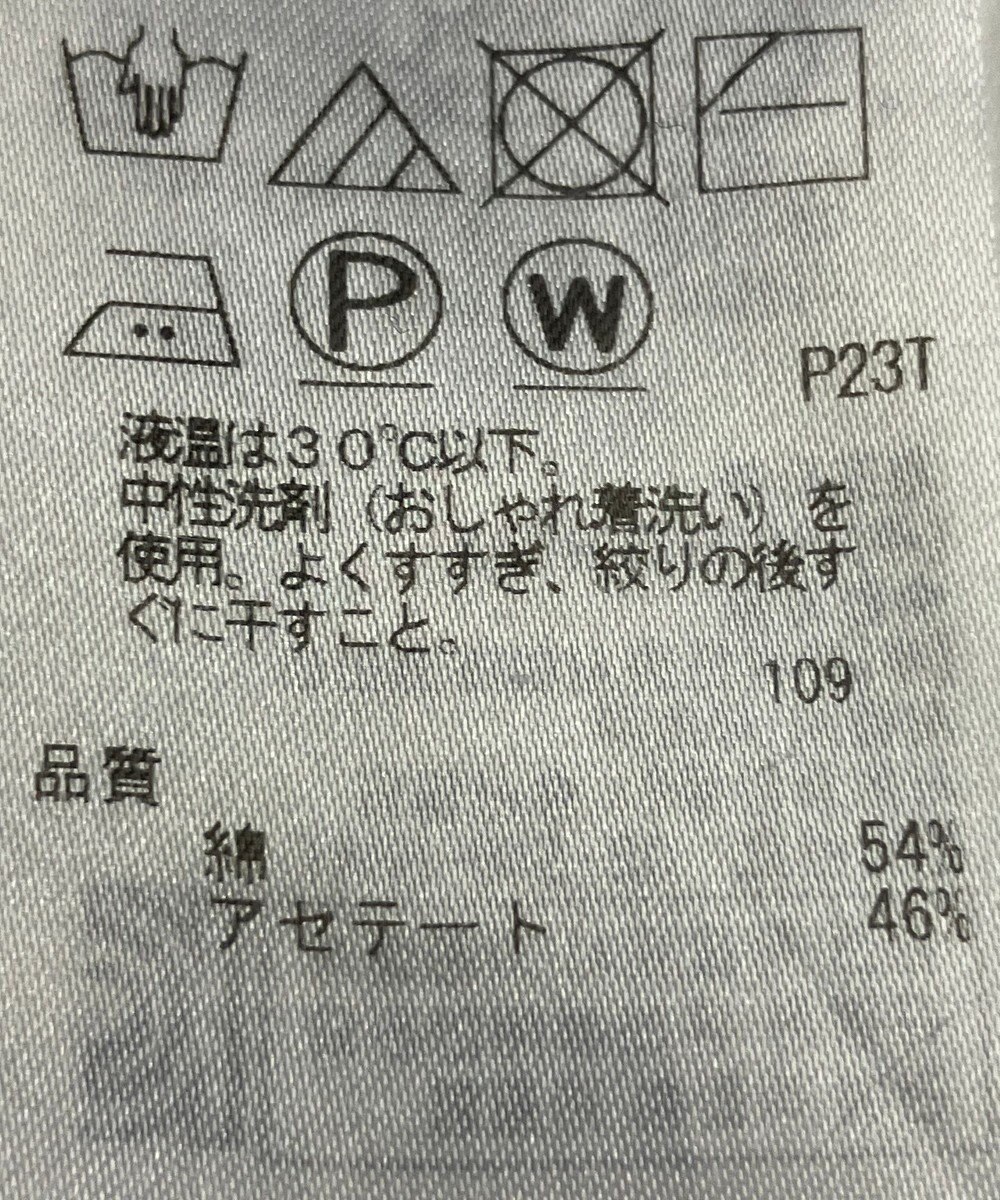 P W
P23T
液温は30℃以下。
中性洗剤(おしゃれ着洗い)を
使用。よくすすぎ、絞りの後す
ぐに干すこと。
109
品質
綿 54%
アセテート 46%